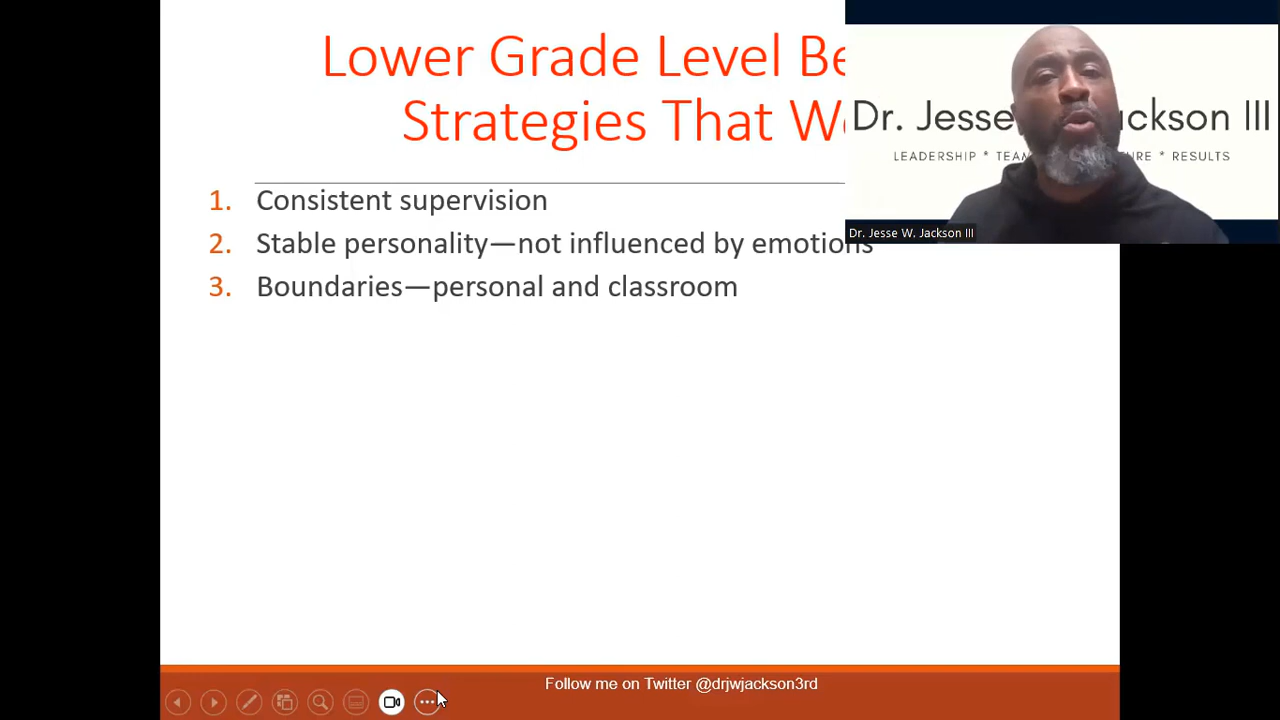 Lower Grade Level Be
Strategies That Wo
Dr. Jesse ckson III
LEADERSHIP * TEAM URE * RESULTS
Dr. Jesse W. Jackson III
1. Consistent supervision
2. Stable personality—not influenced by emotions
3. Boundaries—personal and classroom
Follow me on Twitter @drjwjackson3rd